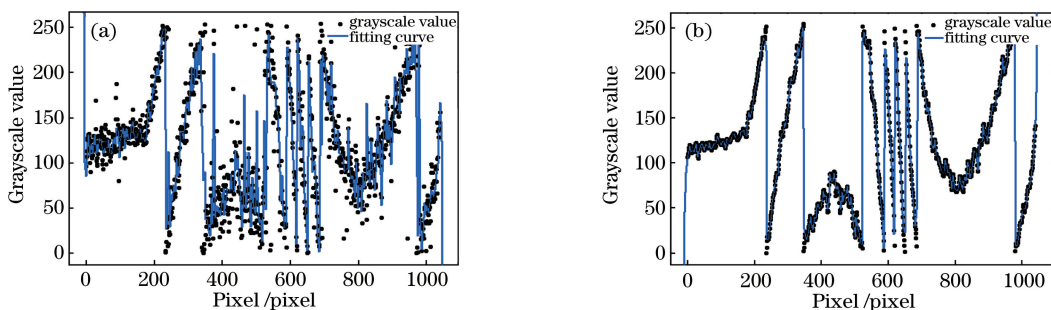 (a)
grayscale value
fitting curve
250
200
150
100
50
0
Grayscale value
0 200 400 600 800 1000
Pixel /pixel
(b)
grayscale value
fitting curve
250
200
150
100
50
0
Grayscale value
0 200 400 600 800 1000
Pixel /pixel